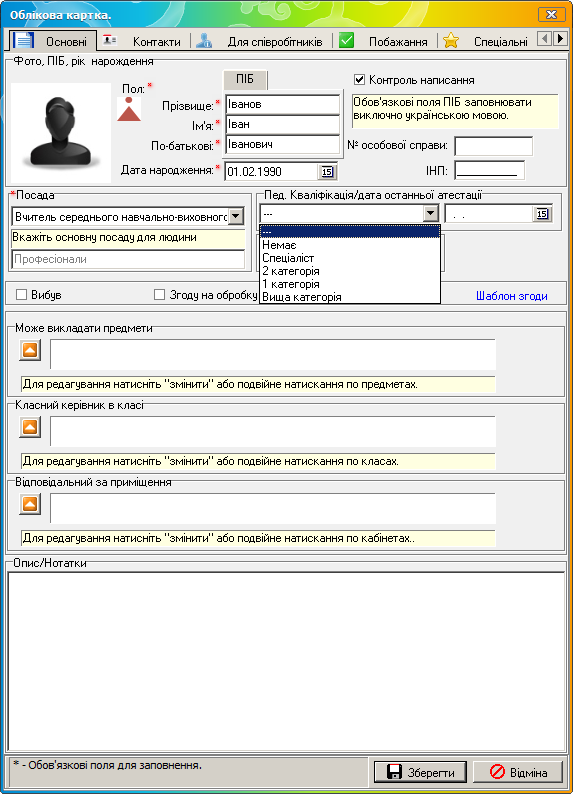 Облікова картка.
Основні
Контакти
Для співробітників
Побажання
Спеціальні
Фото, ПІБ, рік народження
Пол:*
ПІБ
Контроль написання
Прізвище:*
Іванов
Обов'язкові поля ПІБ заповнювати
виключно українською мовою.
Ім'я:*
Іван
По-батькові:*
Іванович
№ особової справи:
Дата народження:*
01.02.1990
15
ІНП:
*Посада
Пед. Кваліфікація/дата останньої атестації
Вчитель середнього навчально-виховного
---
. .
15
Вкажіть основну посаду для людини
Професіонали
---
Немає
Спеціаліст
2 категорія
1 категорія
Вища категорія
Вибув
Згоду на обробку
Шаблон згоди
Може викладати предмети
Для редагування натисніть "змінити" або подвійне натискання по предметах.
Класний керівник в класі
Для редагування натисніть "змінити" або подвійне натискання по класах.
Відповідальний за приміщення
Для редагування натисніть "змінити" або подвійне натискання по кабінетах..
Опис/Нотатки
* - Обов'язкові поля для заповнення.
Зберегти
Відміна